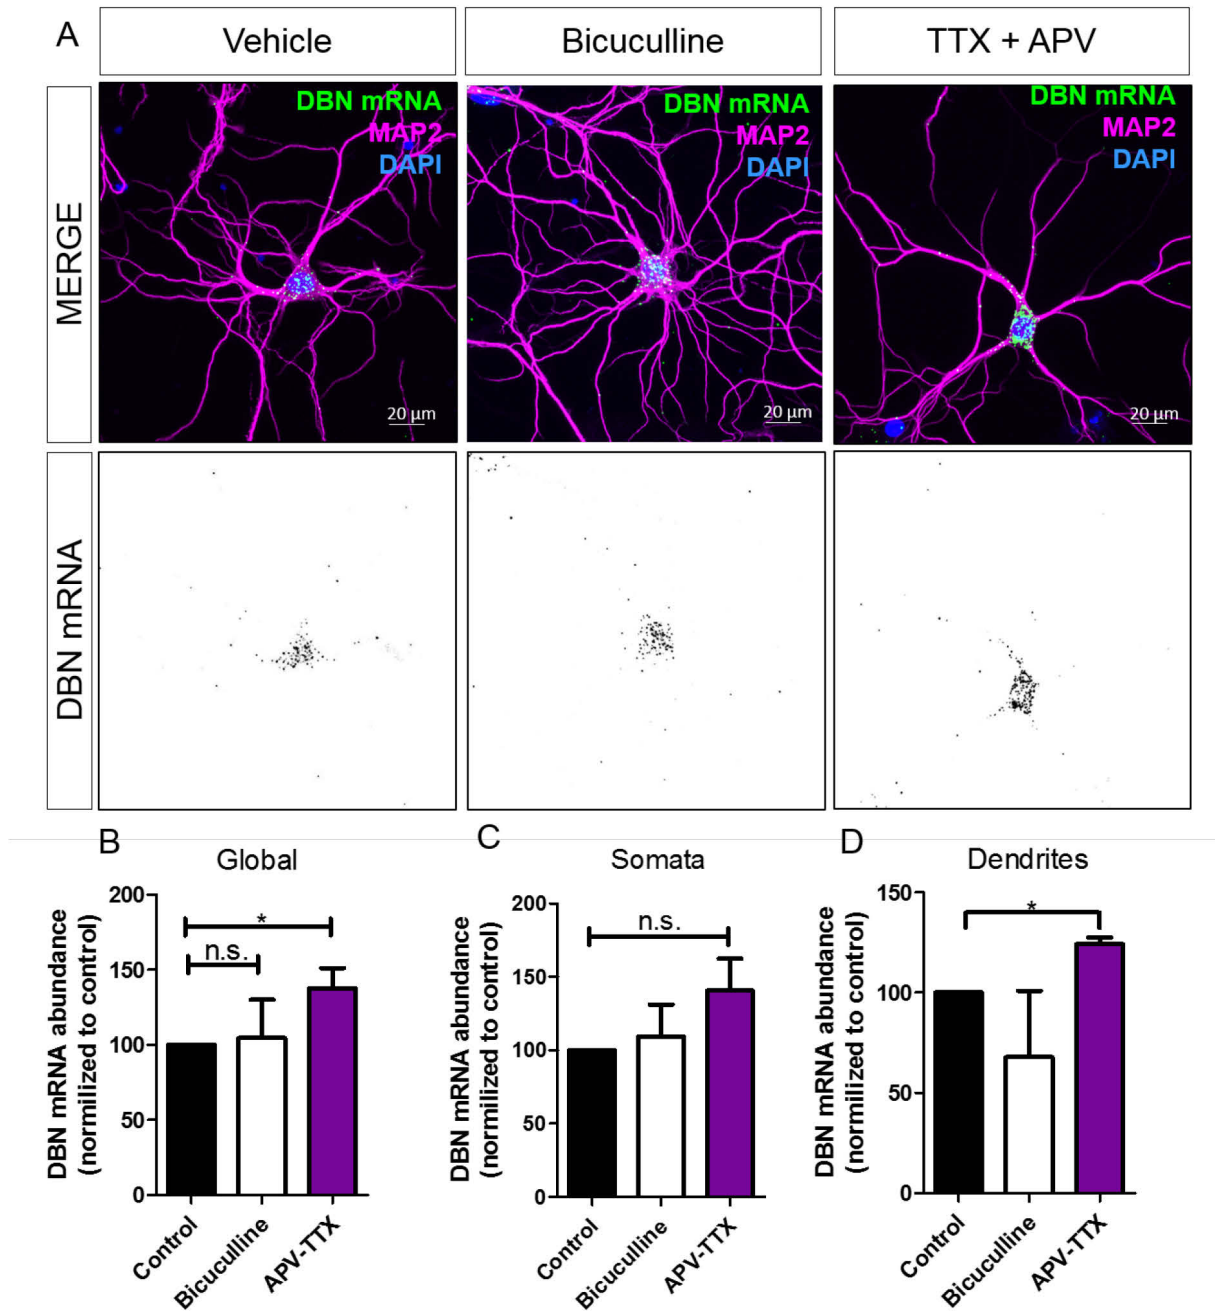 A
Vehicle
Bicuculline
TTX + APV
MERGE
DBN mRNA
MAP2
DAPI
20 µm
DBN mRNA
MAP2
DAPI
20 µm
DBN mRNA
MAP2
DAPI
20 µm
DBN mRNA
B
Global
DBN mRNA abundance
(normilized to control)
200
150
100
50
0
n.s.
*
Control
Bicuculline
APV-TTX
C
Somata
DBN mRNA abundance
(normilized to control)
200
150
100
50
0
n.s.
Control
Bicuculline
APV-TTX
D
Dendrites
DBN mRNA abundance
(normilized to control)
150
100
50
0
*
Control
Bicuculline
APV-TTX